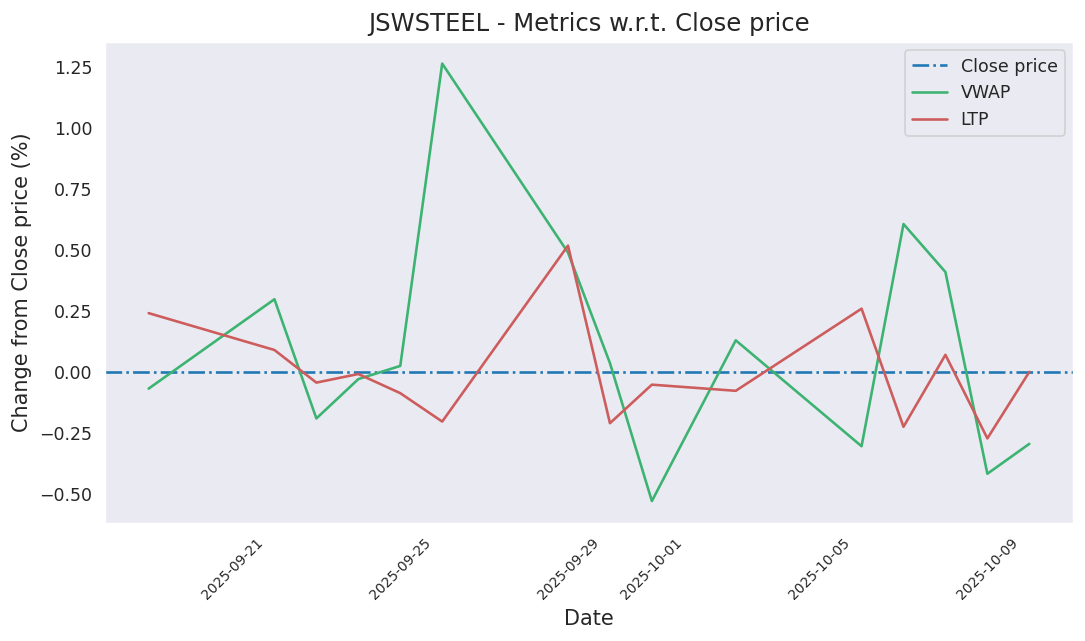 JSWSTEEL - Metrics w.r.t. Close price
Close price
VWAP
LTP
Change from Close price (%)
1.25
1.00
0.75
0.50
0.25
0.00
−0.25
−0.50
2025-09-21
2025-09-25
2025-09-29
2025-10-01
2025-10-05
2025-10-09
Date